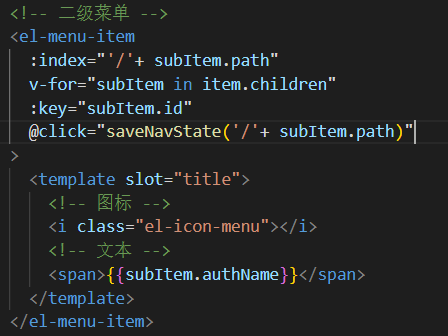 <!-- 二级菜单 -->
<el-menu-item
:index="'/'+ subItem.path"
v-for="subItem in item.children"
:key="subItem.id"
@click="saveNavState('/'+ subItem.path)"
>
<template slot="title">
<!-- 图标 -->
<i class="el-icon-menu"></i>
<!-- 文本 -->
<span>{{subItem.authName}}</span>
</template>
</el-menu-item>